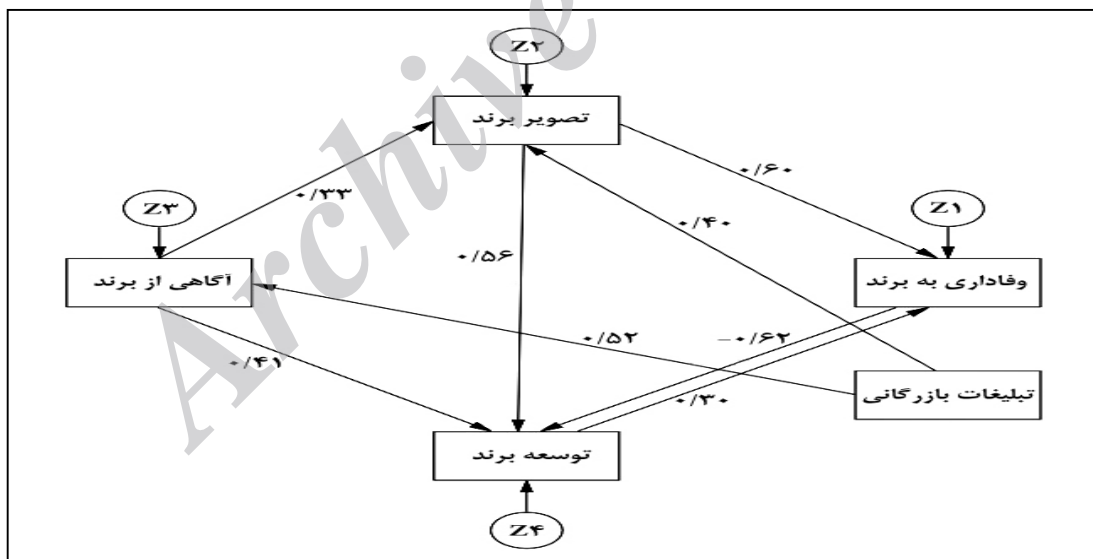 Z۲
تصویر برند
۰/۶۰
۰/۳۳
۰/۴۰
Z۳
Z۱
۰/۵۶
آگاهی از برند
وفاداری به برند
۰/۵۲
-۰/۶۲
۰/۴۱
۰/۳۰
تبلیغات بازرگانی
توسعه برند
Z۴
Archive